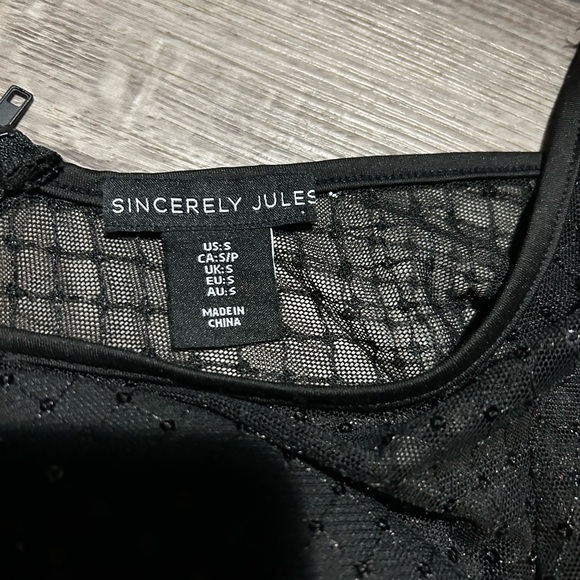 SINCERELY JULES
US:S
CA:S/P
UK:S
EU:S
AU:S
MADE IN
CHINA